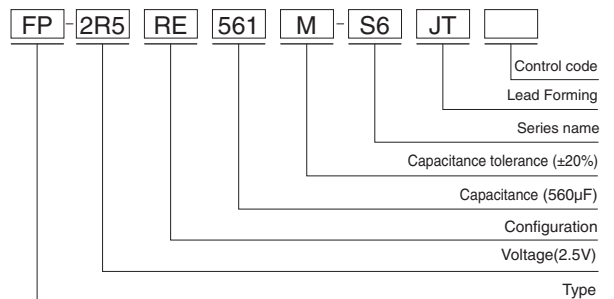 FP - 2R5 RE 561 M - S6 JT
Control code
Lead Forming
Series name
Capacitance tolerance (±20%)
Capacitance (560µF)
Configuration
Voltage(2.5V)
Type